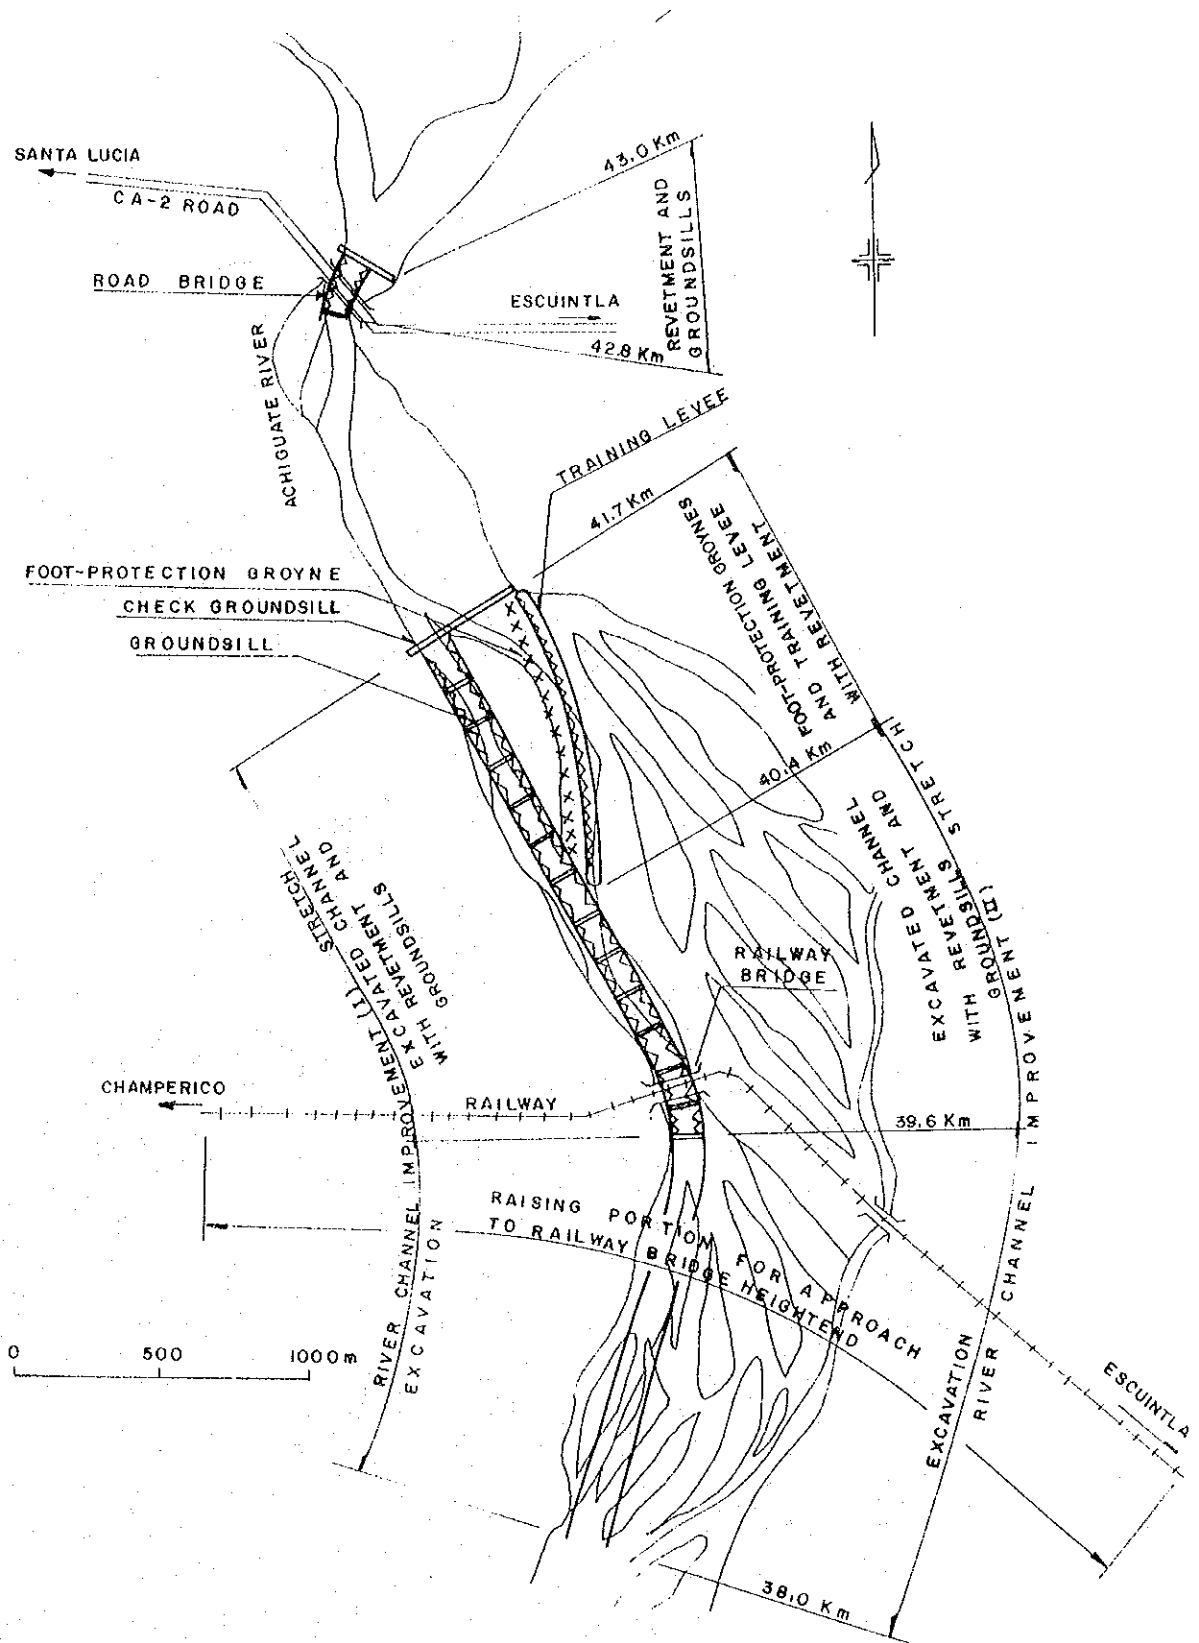 43.0 Km
SANTA LUCIA
CA-2 ROAD
REVETMENT AND
GROUNDSILLS
ROAD BRIDGE
ESCUINTLA
42.8 Km
ACHIGUATE RIVER
TRAINING LEVEE
41.7 Km
FOOT-PROTECTION GROYNES
AND TRAINING LEVEE
WITH REVETMENT
FOOT-PROTECTION GROYNE
CHECK GROUNDSILL
GROUNDSILL
40.4 Km
STRETCH
EXCAVATED CHANNEL
WITH REVETMENT AND
GROUNDSILLS
RIVER CHANNEL IMPROVEMENT (I) STRETCH
EXCAVATED CHANNEL
WITH REVETMENT AND
GROUNDSILLS
RIVER CHANNEL IMPROVEMENT (II)
RAILWAY
BRIDGE
CHAMPERICO
RAILWAY
39.6 Km
RAISING PORTION FOR APPROACH
TO RAILWAY BRIDGE HEIGHTEND
EXCAVATION
EXCAVATION
0 500 1000m
ESCUINTLA
38.0 Km